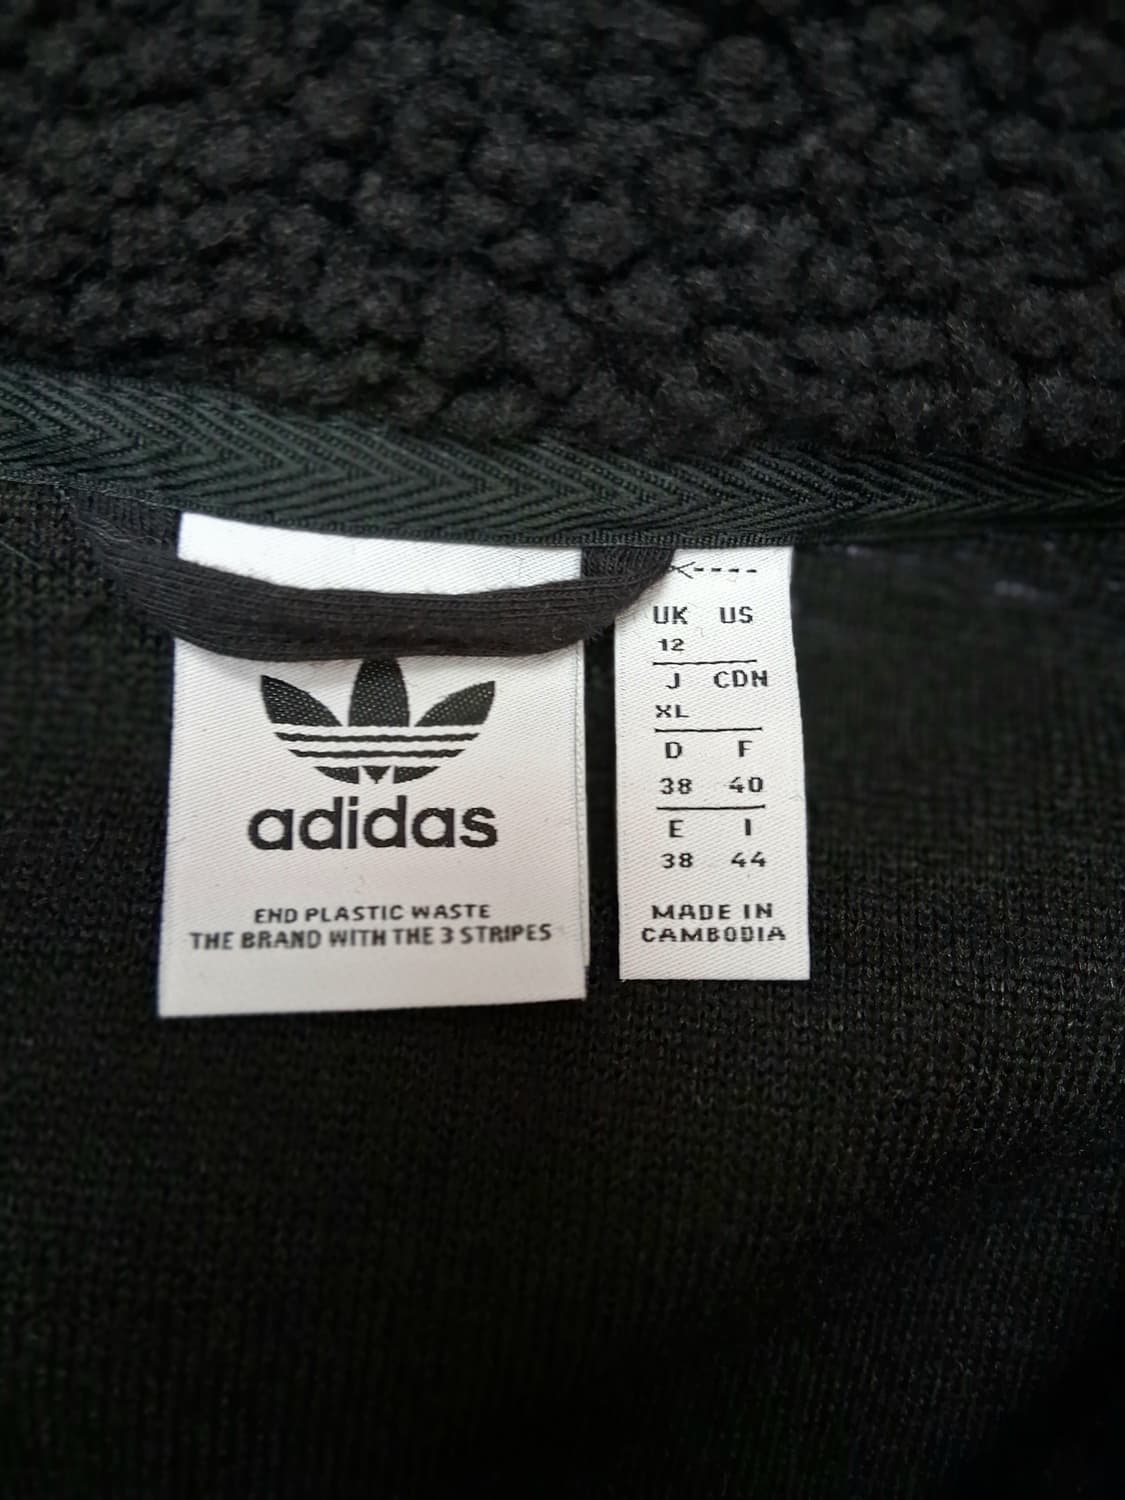 adidas
END PLASTIC WASTE
THE BRAND WITH THE 3 STRIPES
UK US
12
J CDN
XL
D F
38 40
E I
38 44
MADE IN
CAMBODIA